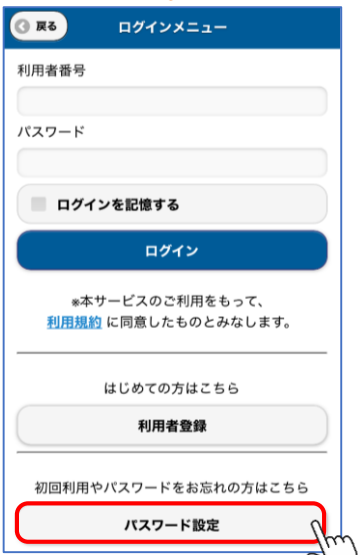 戻る
ログインメニュー
利用者番号
パスワード
ログインを記憶する
ログイン
※本サービスのご利用をもって、
利用規約 に同意したものとみなします。
はじめての方はこちら
利用者登録
初回利用やパスワードをお忘れの方はこちら
パスワード設定